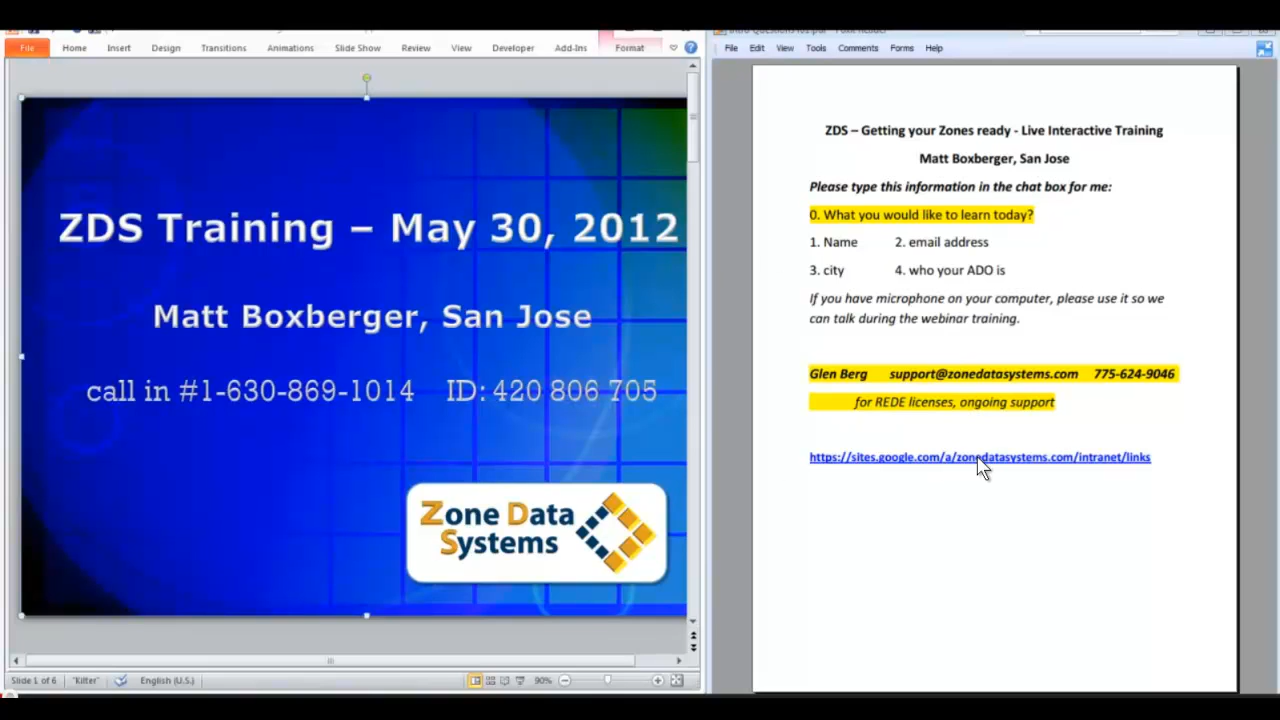 File Home Insert Design Transitions Animations Slide Show Review View Developer Add-Ins Format
ZDS Training – May 30, 2012
Matt Boxberger, San Jose
call in #1-630-869-1014 ID: 420 806 705
Zone Data
Systems
Slide 1 of 6 "Kilter" English (U.S.) 90%
File Edit View Tools Comments Forms Help
ZDS – Getting your Zones ready - Live Interactive Training
Matt Boxberger, San Jose
Please type this information in the chat box for me:
0. What you would like to learn today?
1. Name 2. email address
3. city 4. who your ADO is
If you have microphone on your computer, please use it so we
can talk during the webinar training.
Glen Berg support@zonedatasystems.com 775-624-9046
for REDE licenses, ongoing support
https://sites.google.com/a/zonedatasystems.com/intranet/links